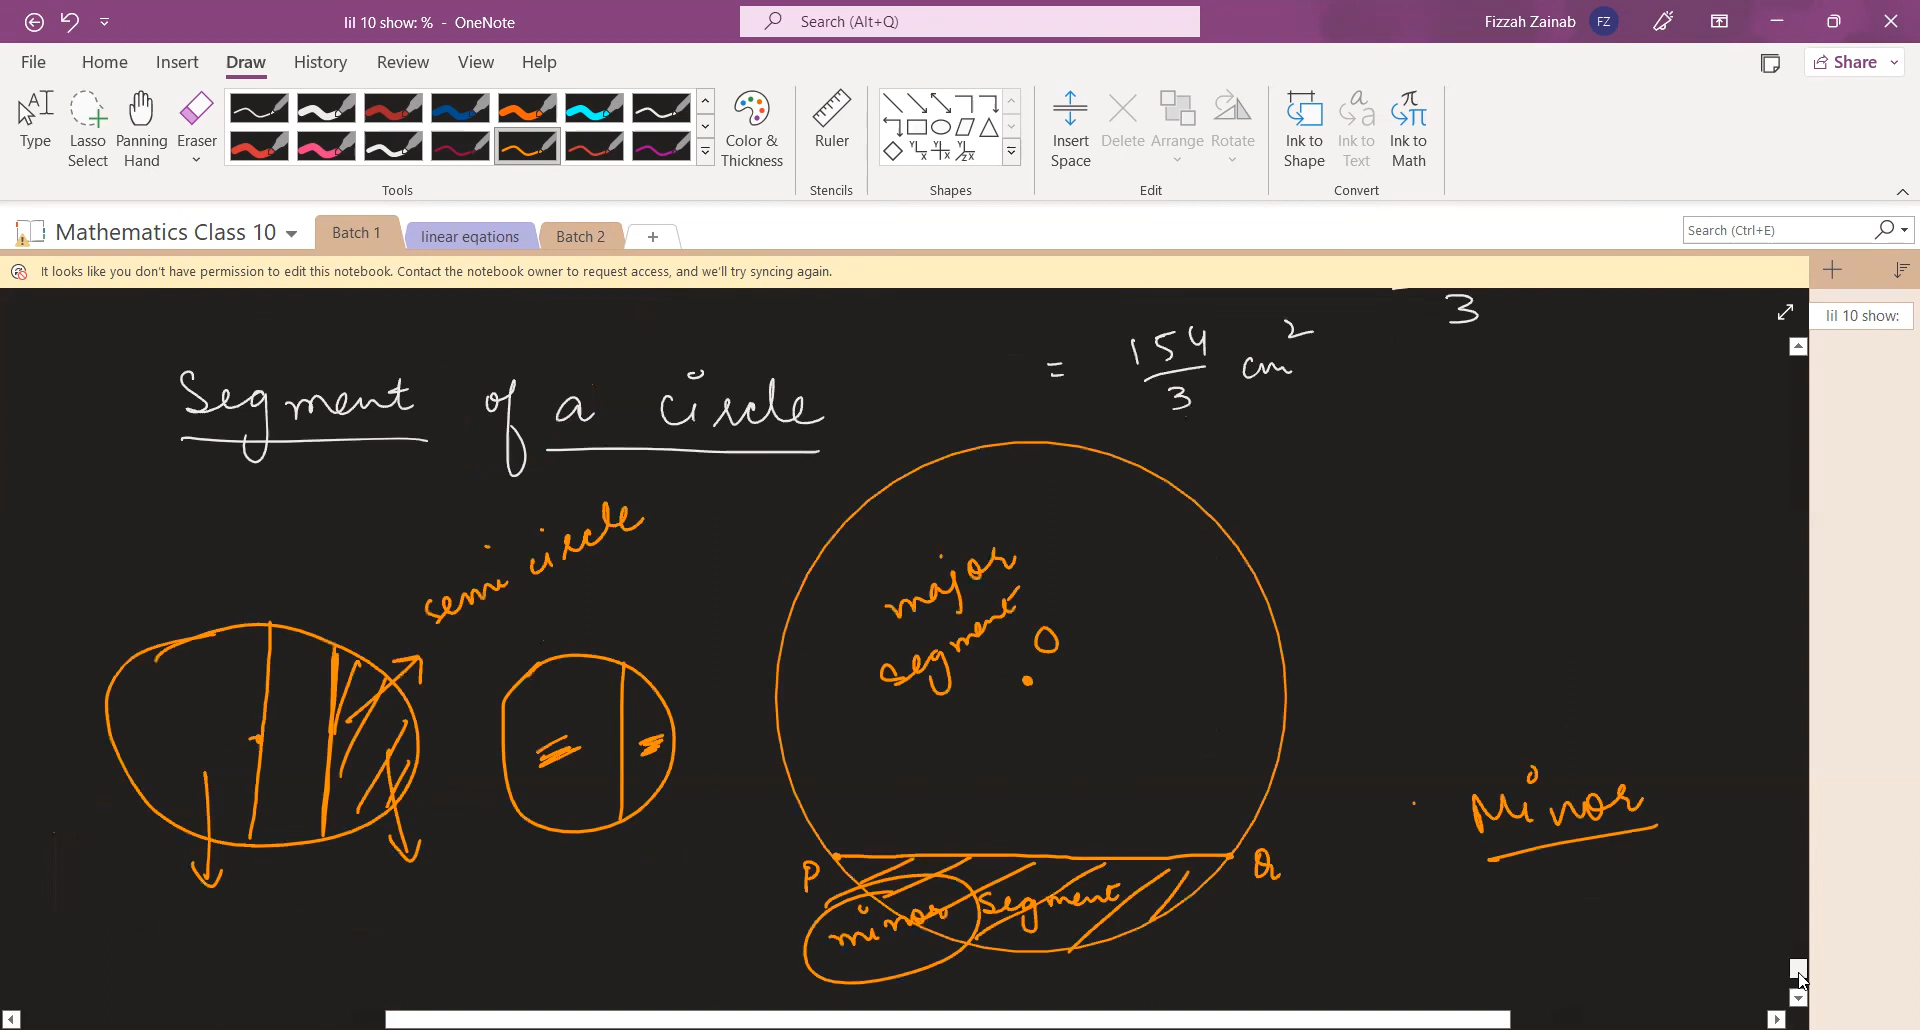 lil 10 show: % - OneNote
Search (Alt+Q)
Fizzah Zainab
FZ
File Home Insert Draw History Review View Help
Share
Type
Lasso Select
Panning Hand
Eraser
Color & Thickness
Ruler
Insert Space
Delete
Arrange
Rotate
Ink to Shape
Ink to Text
Ink to Math
Tools
Stencils
Shapes
Edit
Convert
Mathematics Class 10
Batch 1
linear eqations
Batch 2
+
Search (Ctrl+E)
It looks like you don't have permission to edit this notebook. Contact the notebook owner to request access, and we'll try syncing again.
lil 10 show:
3
= 154/3 cm²
Segment of a circle
semi circle
major
segment
O
Minor
P
Q
minor segment